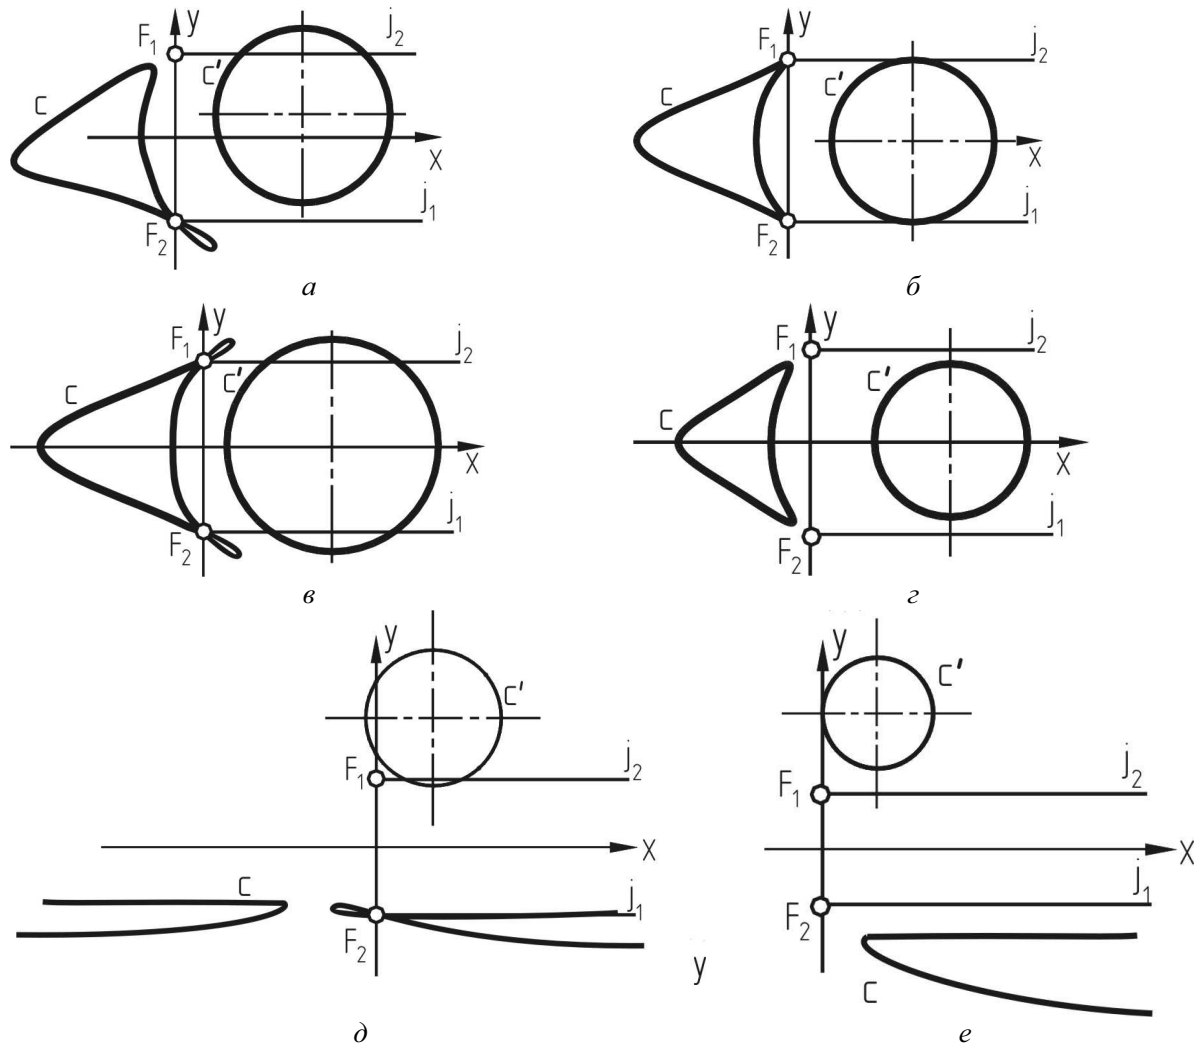 F₁ y j₂
c c′
x
F₂ j₁
а
F₁ y j₂
c c′
x
F₂ j₁
б
F₁ y j₂
c c′
x
F₂ j₁
в
F₁ y j₂
c c′
x
F₂ j₁
г
y
c′
F₁ j₂
x
c j₁
F₂
д
y
y
c′
F₁ j₂
x
F₂ j₁
c
е